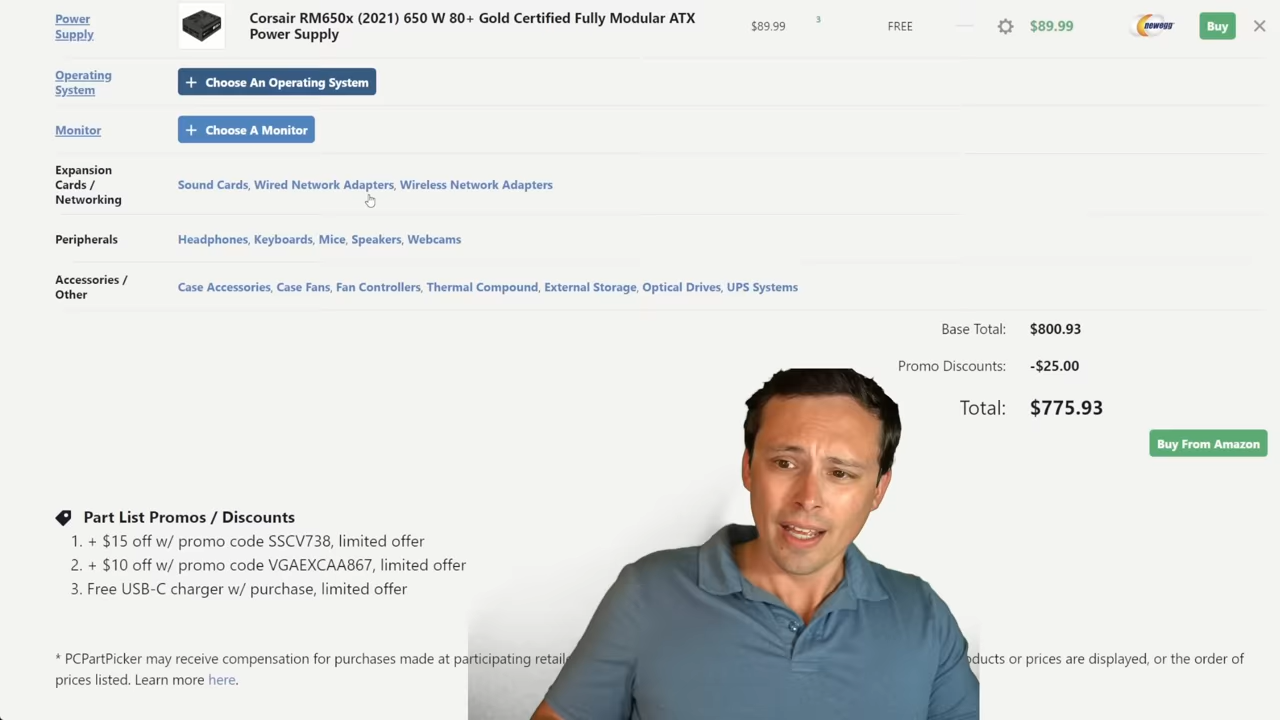 Power Supply
Corsair RM650x (2021) 650 W 80+ Gold Certified Fully Modular ATX Power Supply
$89.99
3
FREE
$89.99
newegg
Buy
Operating System
+ Choose An Operating System
Monitor
+ Choose A Monitor
Expansion Cards / Networking
Sound Cards, Wired Network Adapters, Wireless Network Adapters
Peripherals
Headphones, Keyboards, Mice, Speakers, Webcams
Accessories / Other
Case Accessories, Case Fans, Fan Controllers, Thermal Compound, External Storage, Optical Drives, UPS Systems
Base Total: $800.93
Promo Discounts: -$25.00
Total: $775.93
Buy From Amazon
Part List Promos / Discounts
1. + $15 off w/ promo code SSCV738, limited offer
2. + $10 off w/ promo code VGAEXCAA867, limited offer
3. Free USB-C charger w/ purchase, limited offer
* PCPartPicker may receive compensation for purchases made at participating or prices are displayed, or the order of
prices listed. Learn more here.